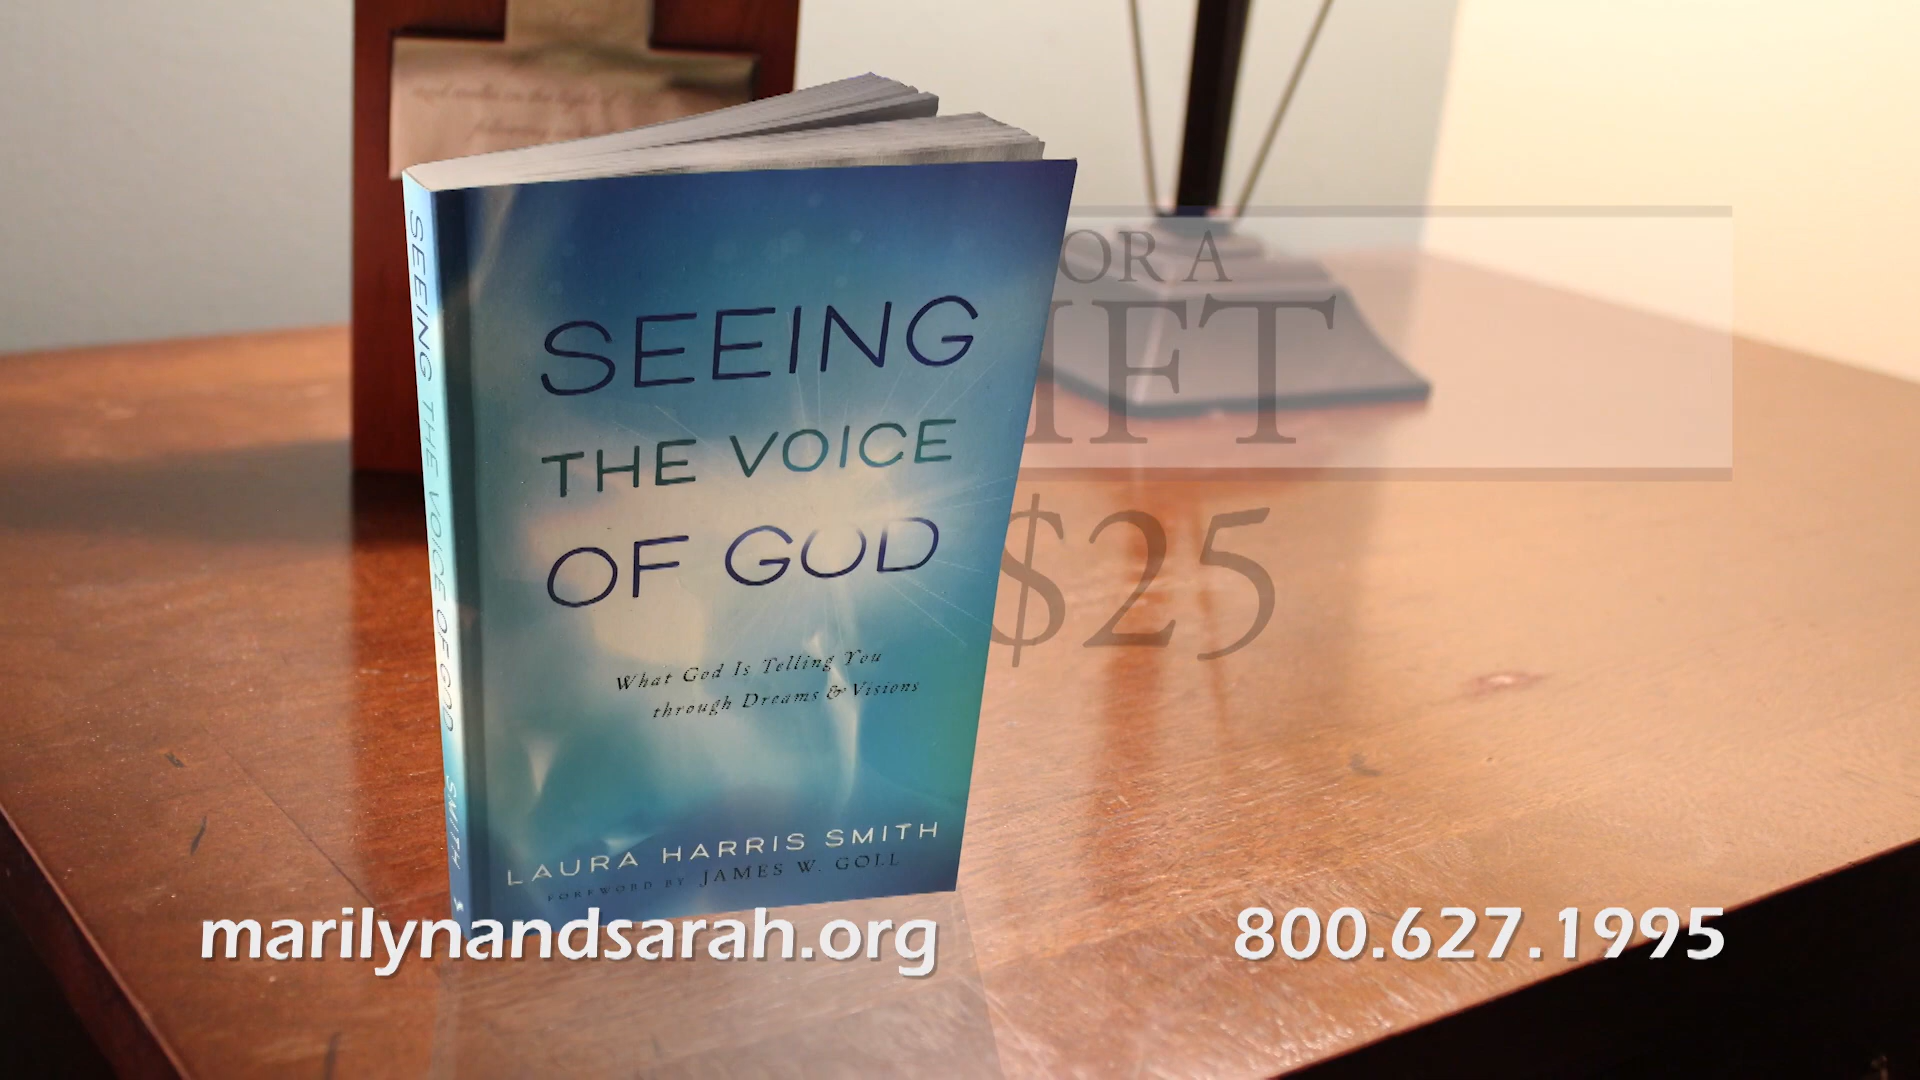 SEEING
THE VOICE
OF GOD
What God Is Telling You
through Dreams & Visions
LAURA HARRIS SMITH
FOREWORD BY JAMES W. GOLL
SEEING THE VOICE OF GOD SMITH
OR A
IFT
$25
marilynandsarah.org
800.627.1995